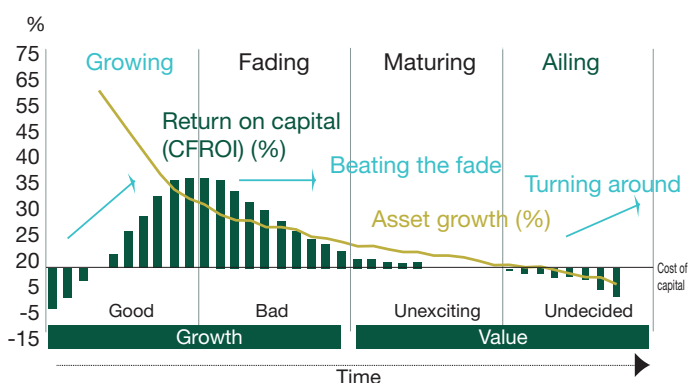 %
75
65
55
45
40
35
30
25
20
5
-5
-15
Growing
Fading
Maturing
Ailing
Return on capital
(CFROI) (%)
Beating the fade
Turning around
Asset growth (%)
Cost of
capital
Good
Bad
Unexciting
Undecided
Growth
Value
Time